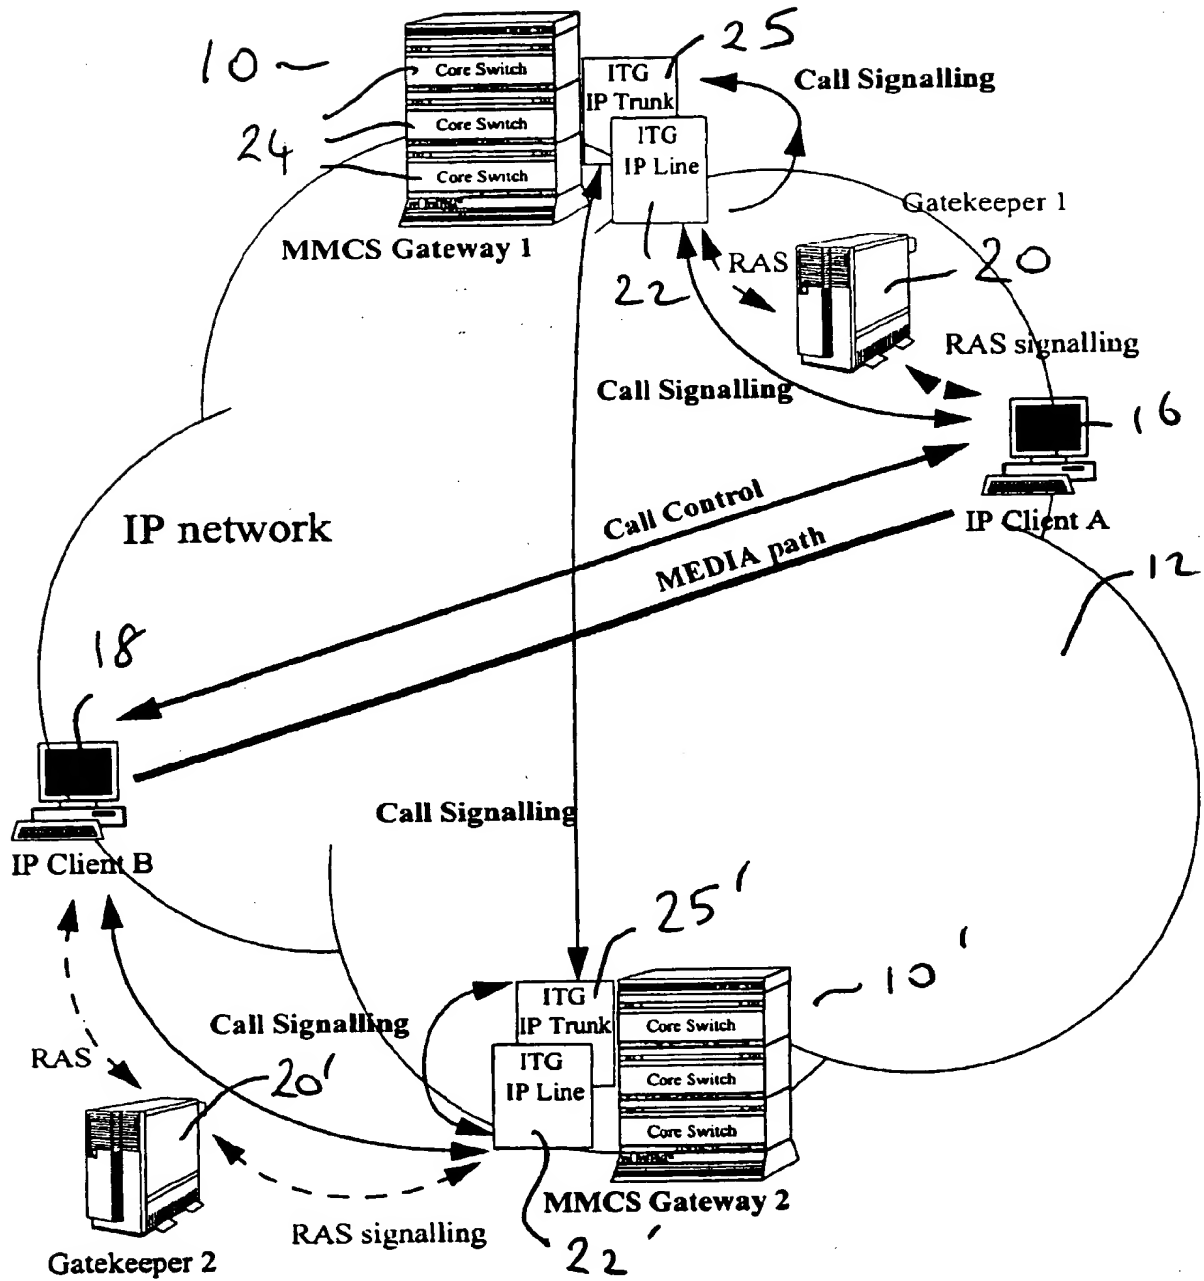 10
25
Core Switch
ITG
IP Trunk
Call Signalling
Core Switch
ITG
24
IP Line
Core Switch
Gatekeeper 1
MMCS Gateway 1
22
RAS
20
RAS signalling
Call Signalling
16
IP Client A
Call Control
IP network
MEDIA path
12
18
Call Signalling
IP Client B
25'
10'
ITG
IP Trunk
Core Switch
Call Signalling
RAS
ITG
IP Line
Core Switch
20'
Core Switch
MMCS Gateway 2
RAS signalling
22'
Gatekeeper 2